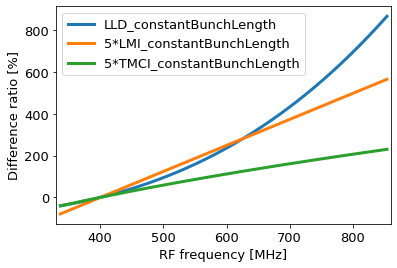 LLD_constantBunchLength
5*LMI_constantBunchLength
5*TMCI_constantBunchLength
Difference ratio [%]
800
600
400
200
0
400 500 600 700 800
RF frequency [MHz]